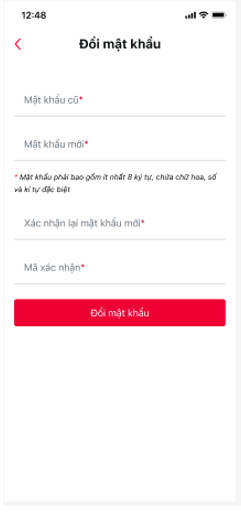 12:48
Đổi mật khẩu
Mật khẩu cũ*
Mật khẩu mới*
* Mật khẩu phải bao gồm ít nhất 8 ký tự, chứa chữ hoa, số
và kí tự đặc biệt
Xác nhận lại mật khẩu mới*
Mã xác nhận*
Đổi mật khẩu